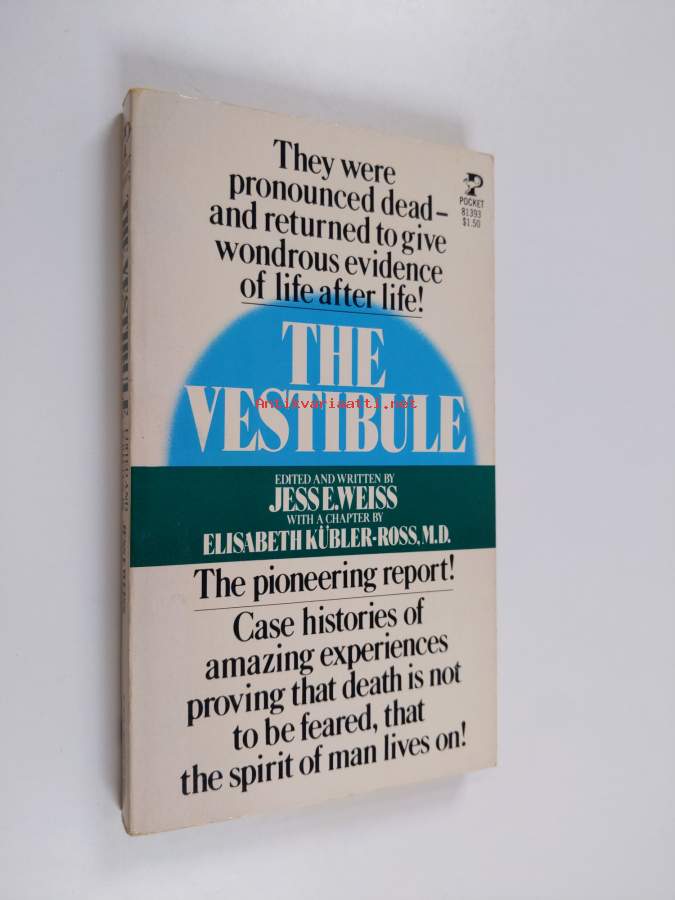 They were
pronounced dead–
and returned to give
wondrous evidence
of life after life!
POCKET
81393
$1.50
THE
VESTIBULE
Antikvariaatti.net
EDITED AND WRITTEN BY
JESS E. WEISS
WITH A CHAPTER BY
ELISABETH KÜBLER-ROSS, M.D.
The pioneering report!
Case histories of
amazing experiences
proving that death is not
to be feared, that
the spirit of man lives on!
THE VESTIBULE